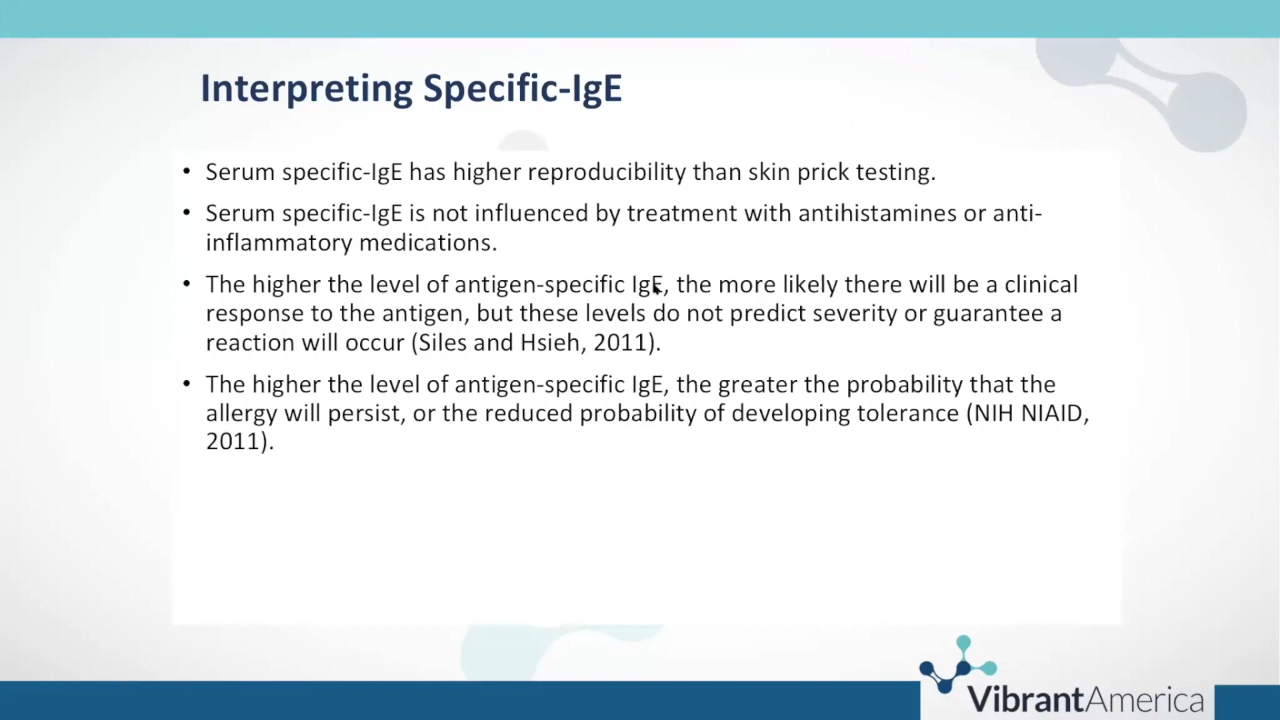 Interpreting Specific-IgE
• Serum specific-IgE has higher reproducibility than skin prick testing.
• Serum specific-IgE is not influenced by treatment with antihistamines or anti-
inflammatory medications.
• The higher the level of antigen-specific IgE, the more likely there will be a clinical
response to the antigen, but these levels do not predict severity or guarantee a
reaction will occur (Siles and Hsieh, 2011).
• The higher the level of antigen-specific IgE, the greater the probability that the
allergy will persist, or the reduced probability of developing tolerance (NIH NIAID,
2011).
VibrantAmerica